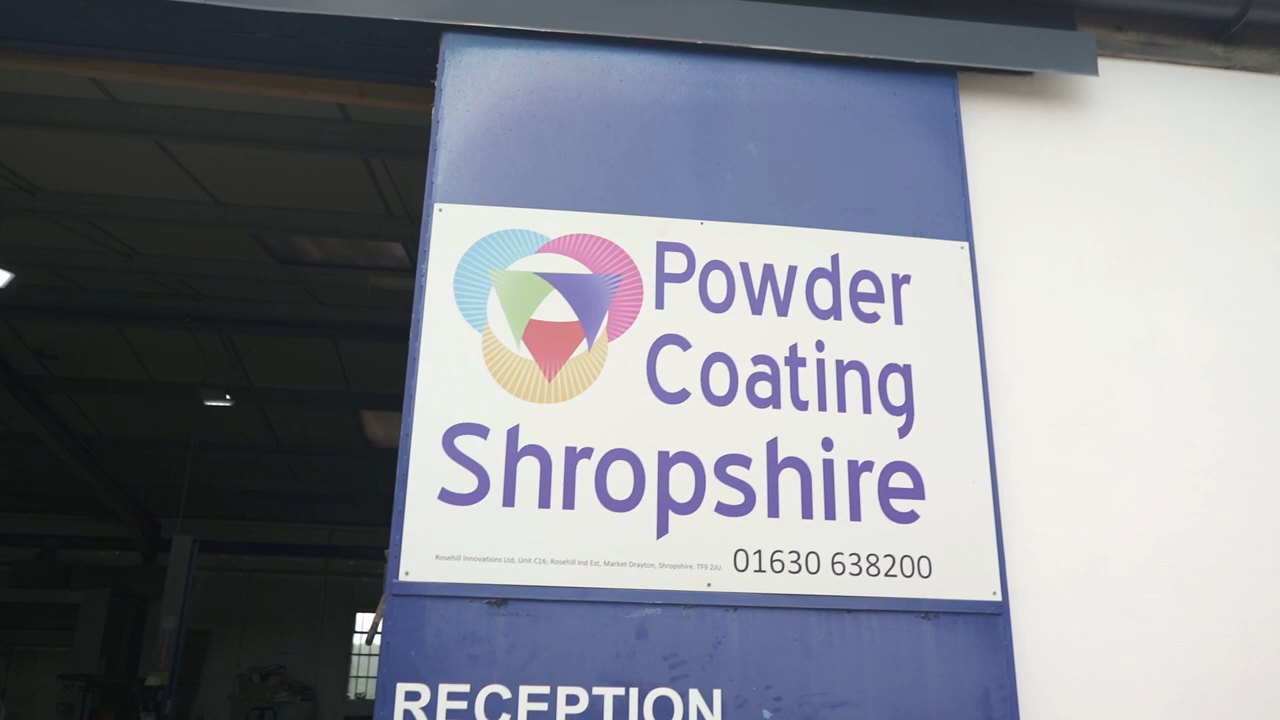 Powder
Coating
Shropshire
Rosehill Innovations Ltd, Unit C16, Rosehill Ind Est, Market Drayton, Shropshire. TF9 2JU.
01630 638200
RECEPTION